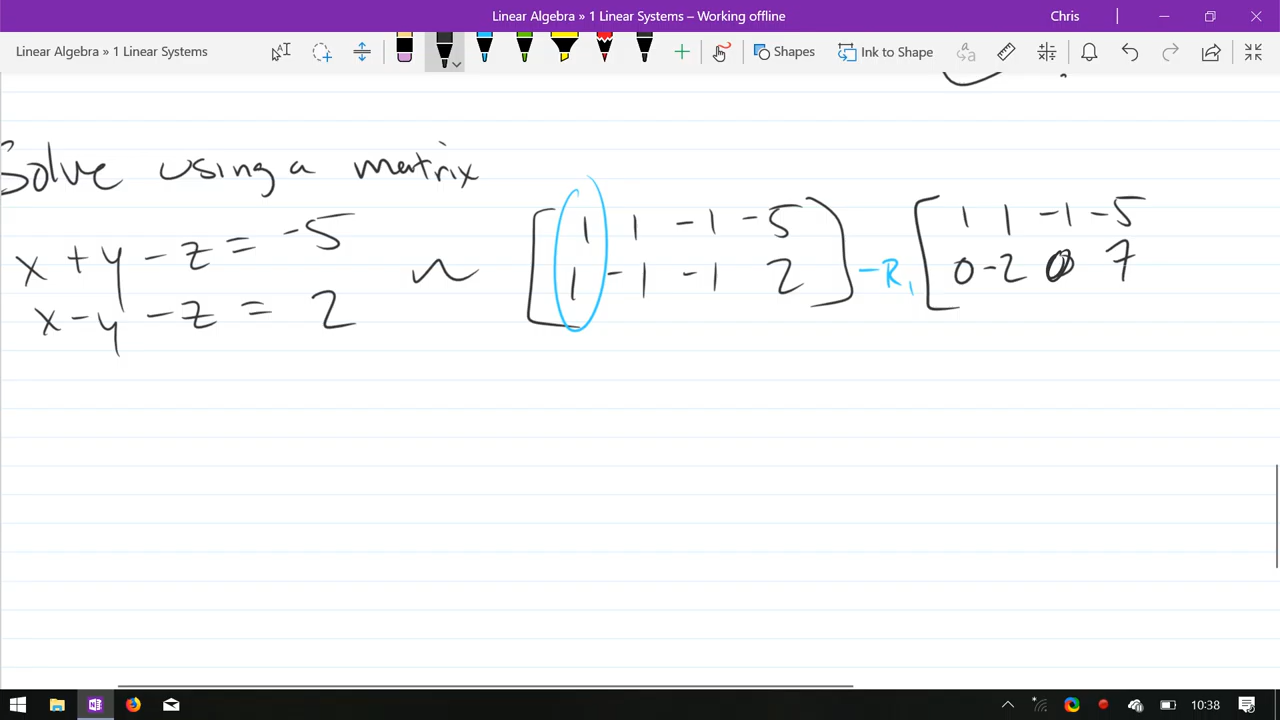 Linear Algebra » 1 Linear Systems – Working offline
Chris
Linear Algebra » 1 Linear Systems
Shapes
Ink to Shape
Solve using a matrix
x + y - z = -5
x - y - z = 2
~
[ 1 1 -1 -5
1 -1 -1 2 ]
-R₁
[ 1 1 -1 -5
0 -2 0 7
10:38